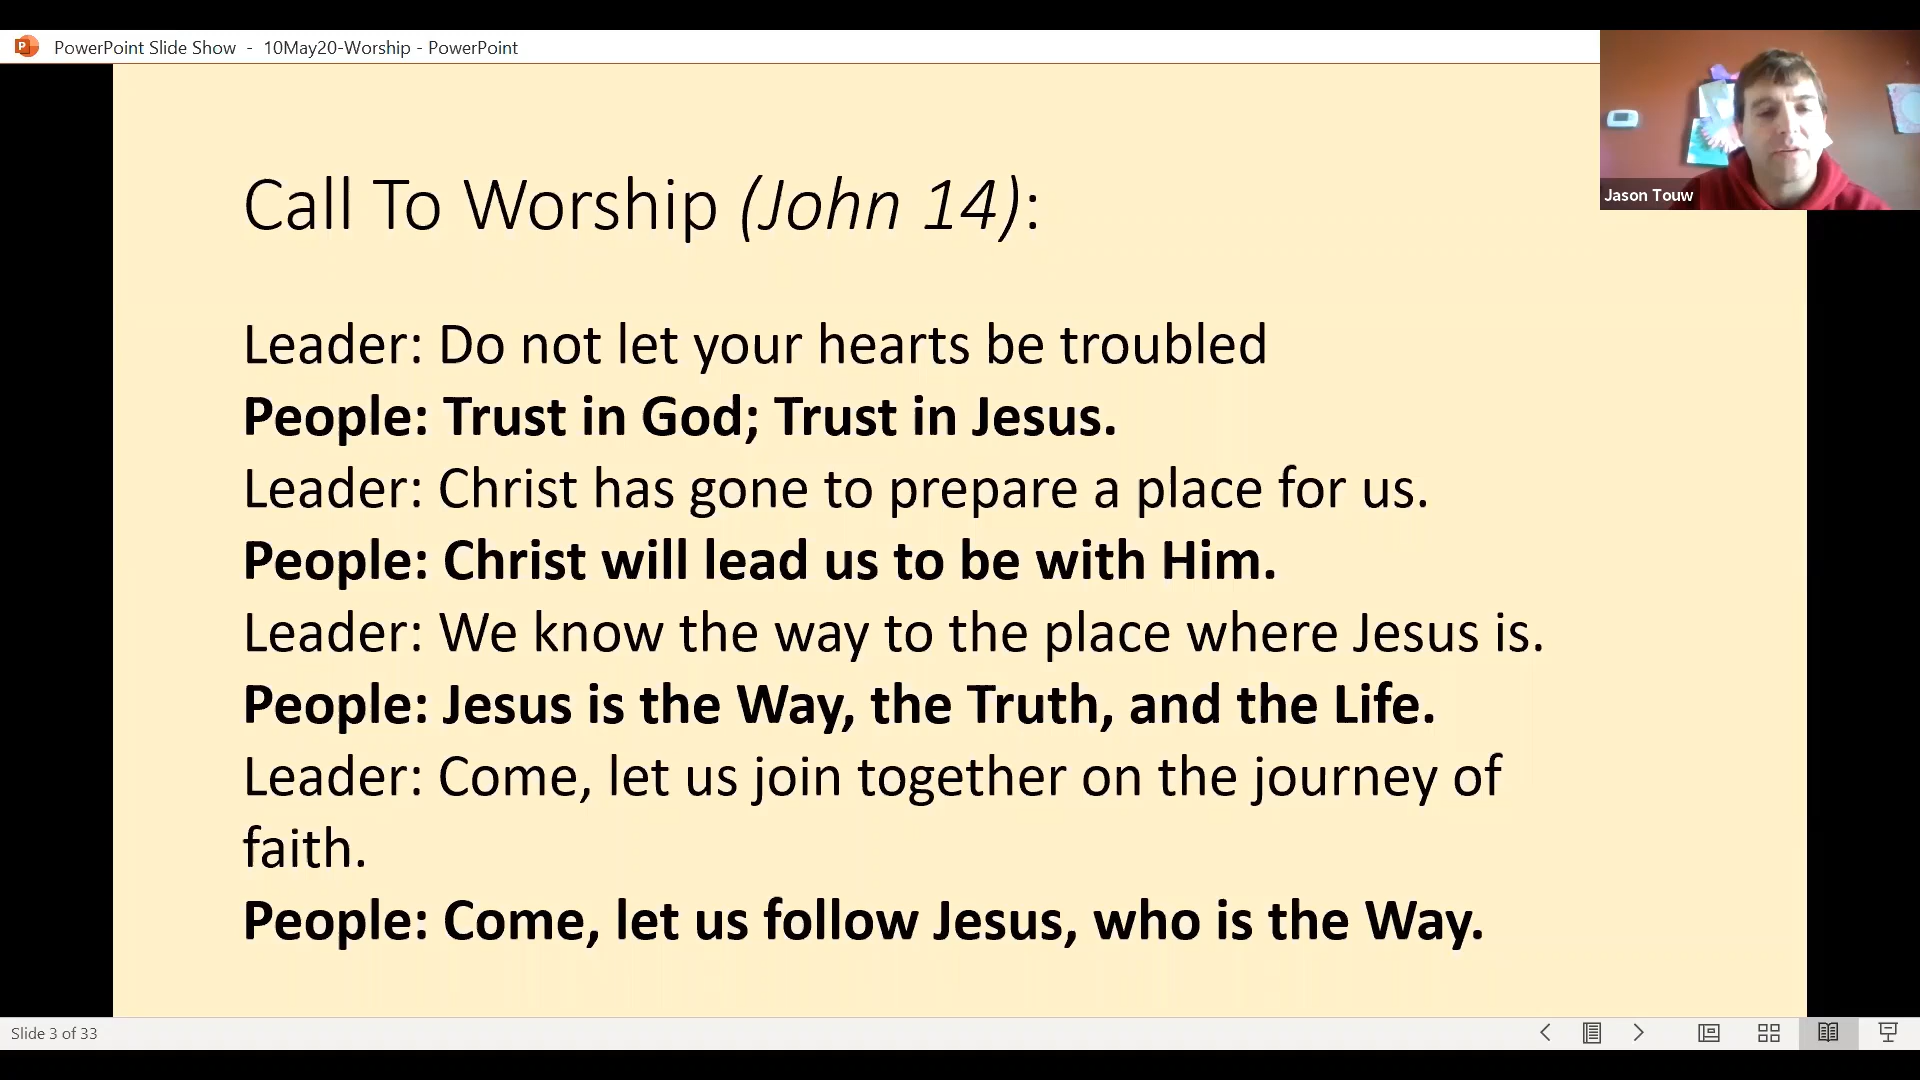 PowerPoint Slide Show - 10May20-Worship - PowerPoint
Jason Touw
Call To Worship (John 14):
Leader: Do not let your hearts be troubled
People: Trust in God; Trust in Jesus.
Leader: Christ has gone to prepare a place for us.
People: Christ will lead us to be with Him.
Leader: We know the way to the place where Jesus is.
People: Jesus is the Way, the Truth, and the Life.
Leader: Come, let us join together on the journey of
faith.
People: Come, let us follow Jesus, who is the Way.
Slide 3 of 33